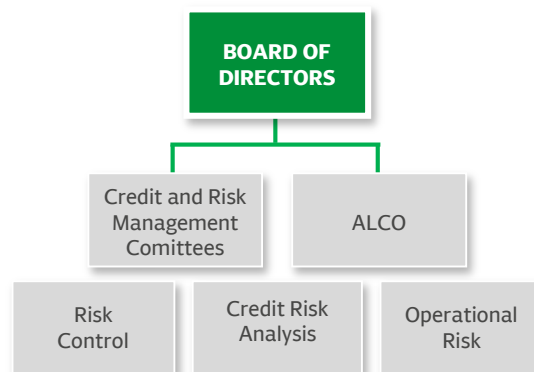 BOARD OF
DIRECTORS
Credit and Risk
Management
Comittees
ALCO
Risk
Control
Credit Risk
Analysis
Operational
Risk